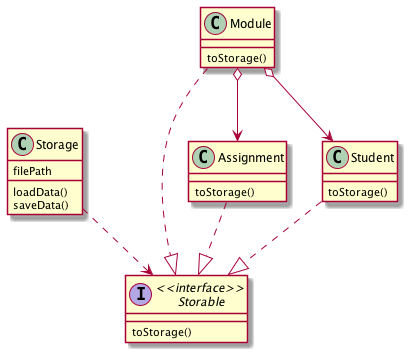 C Module
toStorage()
C Storage
filePath
loadData()
saveData()
C Assignment
toStorage()
C Student
toStorage()
I <<interface>>
Storable
toStorage()